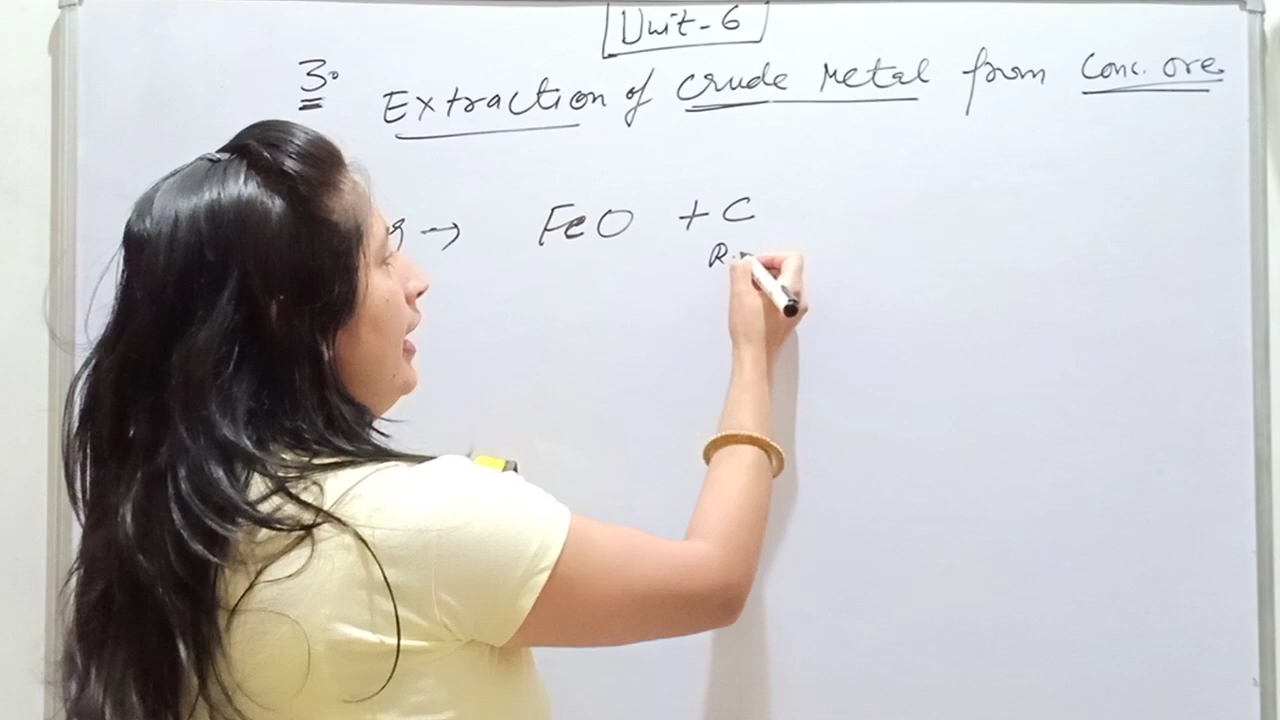 Unit-6
3. Extraction of crude Metal from Conc. ore
→ FeO + C
R.